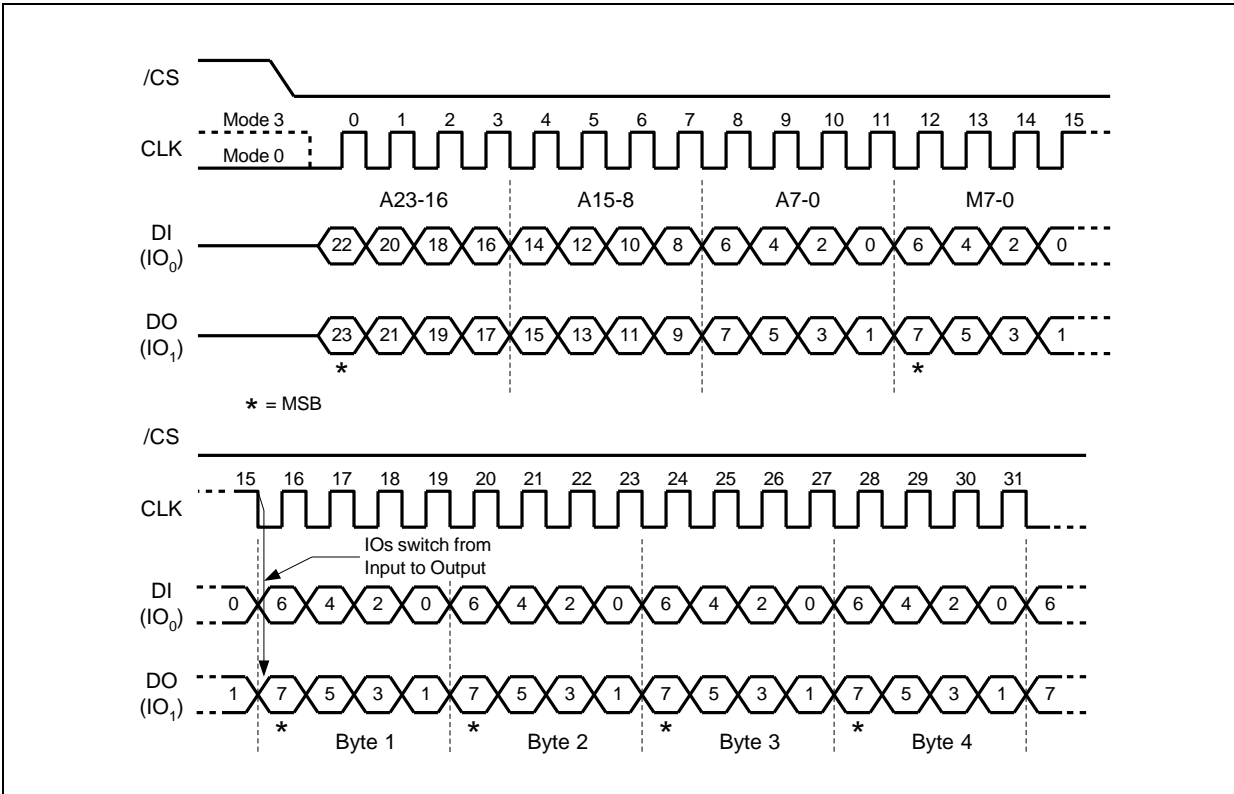 /CS
Mode 3 0 1 2 3 4 5 6 7 8 9 10 11 12 13 14 15
CLK
Mode 0
A23-16 A15-8 A7-0 M7-0
DI
(IO0) 22 20 18 16 14 12 10 8 6 4 2 0 6 4 2 0
DO
(IO1) 23 21 19 17 15 13 11 9 7 5 3 1 7 5 3 1
* *
* = MSB
/CS
15 16 17 18 19 20 21 22 23 24 25 26 27 28 29 30 31
CLK
IOs switch from
Input to Output
DI
(IO0) 0 6 4 2 0 6 4 2 0 6 4 2 0 6 4 2 0 6
DO
(IO1) 1 7 5 3 1 7 5 3 1 7 5 3 1 7 5 3 1 7
* * * *
Byte 1 Byte 2 Byte 3 Byte 4